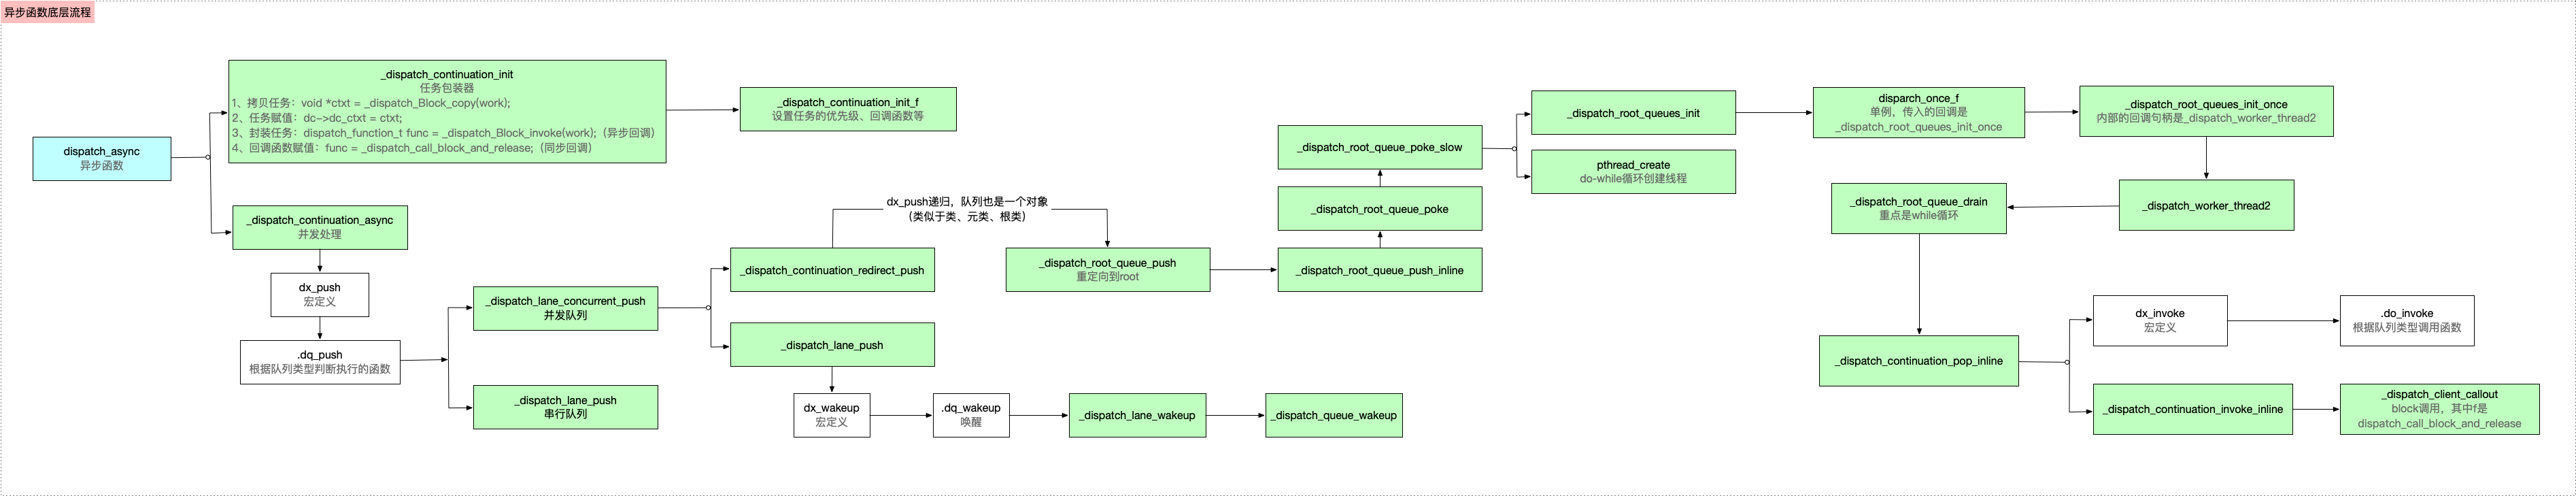 异步函数底层流程
dispatch_async
异步函数
_dispatch_continuation_init
任务包装器
1、拷贝任务：void *ctxt = _dispatch_Block_copy(work);
2、任务赋值：dc->dc_ctxt = ctxt;
3、封装任务：dispatch_function_t func = _dispatch_Block_invoke(work);（异步回调）
4、回调函数赋值：func = _dispatch_call_block_and_release;（同步回调）
_dispatch_continuation_init_f
设置任务的优先级、回调函数等
_dispatch_continuation_async
并发处理
dx_push
宏定义
.dq_push
根据队列类型判断执行的函数
_dispatch_lane_concurrent_push
并发队列
_dispatch_lane_push
串行队列
_dispatch_continuation_redirect_push
_dispatch_lane_push
dx_wakeup
宏定义
.dq_wakeup
唤醒
_dispatch_lane_wakeup
_dispatch_queue_wakeup
dx_push递归，队列也是一个对象
（类似于类、元类、根类）
_dispatch_root_queue_push
重定向到root
_dispatch_root_queue_push_inline
_dispatch_root_queue_poke
_dispatch_root_queue_poke_slow
_dispatch_root_queues_init
pthread_create
do-while循环创建线程
disparch_once_f
单例，传入的回调是
_dispatch_root_queues_init_once
_dispatch_root_queues_init_once
内部的回调句柄是_dispatch_worker_thread2
_dispatch_worker_thread2
_dispatch_root_queue_drain
重点是while循环
_dispatch_continuation_pop_inline
dx_invoke
宏定义
.do_invoke
根据队列类型调用函数
_dispatch_continuation_invoke_inline
_dispatch_client_callout
block调用，其中f是
dispatch_call_block_and_release